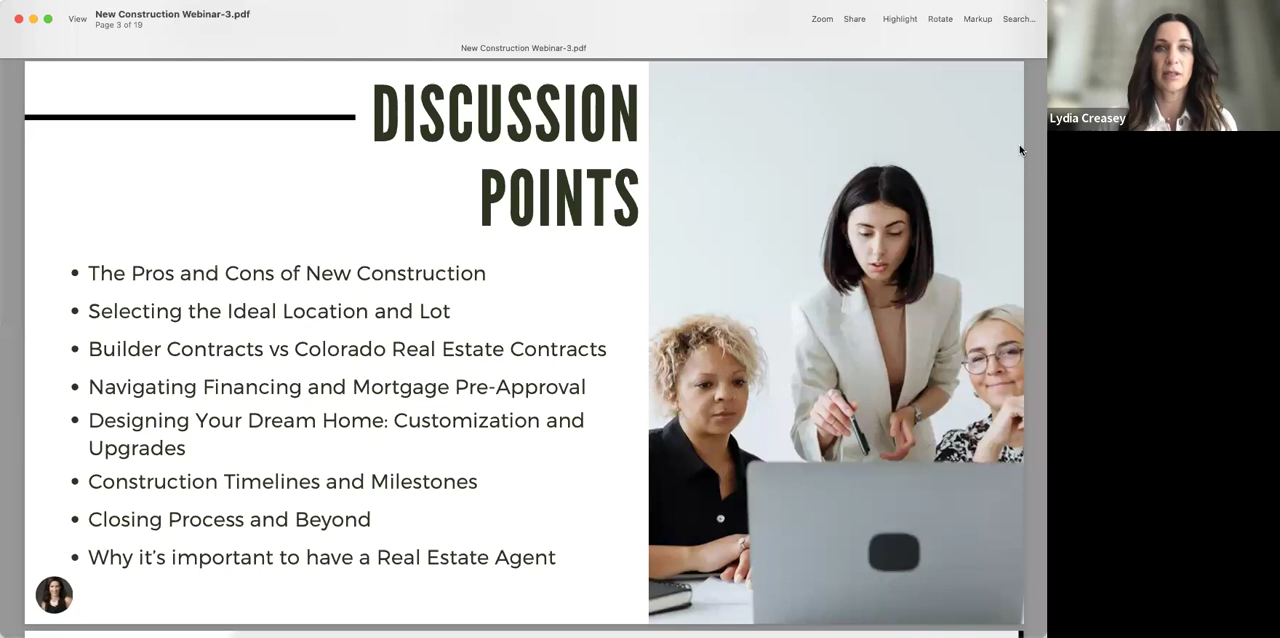 View
New Construction Webinar-3.pdf
Page 3 of 19
Zoom Share Highlight Rotate Markup Search...
New Construction Webinar-3.pdf
DISCUSSION
POINTS
• The Pros and Cons of New Construction
• Selecting the Ideal Location and Lot
• Builder Contracts vs Colorado Real Estate Contracts
• Navigating Financing and Mortgage Pre-Approval
• Designing Your Dream Home: Customization and
Upgrades
• Construction Timelines and Milestones
• Closing Process and Beyond
• Why it's important to have a Real Estate Agent
Lydia Creasey